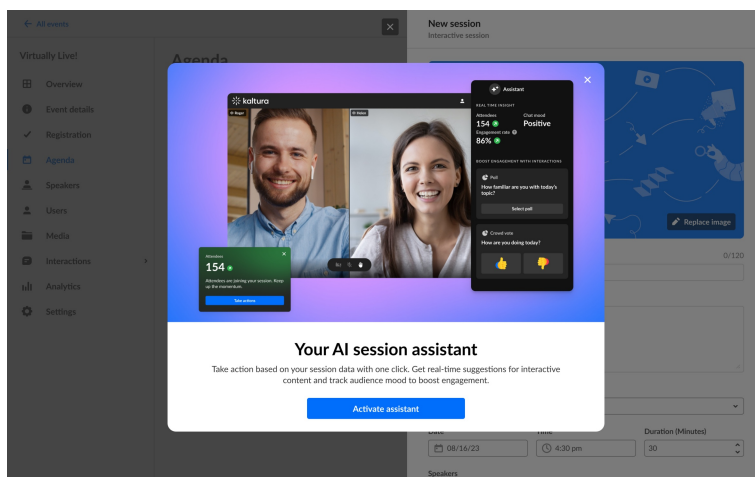 All events
New session
Interactive session
Virtually Live!
Agenda
Overview
Event details
Registration
Agenda
Speakers
Users
Media
Interactions
Analytics
Settings
kaltura
Roger
Assistant
REAL TIME INSIGHT
Attendees
154
Chat mood
Positive
Engagement rate
86%
BOOST ENGAGEMENT WITH INTERACTIONS
Poll
How familiar are you with today's
topic?
Select poll
Crowd vote
How are you doing today?
Attendees
154
Attendees are joining your session. Keep
up the momentum.
Take actions
Replace image
0/120
Your AI session assistant
Take action based on your session data with one click. Get real-time suggestions for interactive
content and track audience mood to boost engagement.
Activate assistant
Date
Time
Duration (Minutes)
08/16/23
4:30 pm
30
Speakers